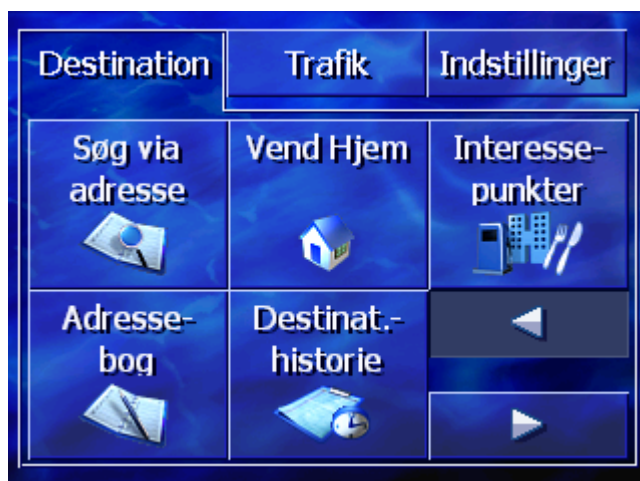 Destination
Trafik
Indstillinger
Søg via
adresse
Vend Hjem
Interesse-
punkter
Adresse-
bog
Destinat.-
historie